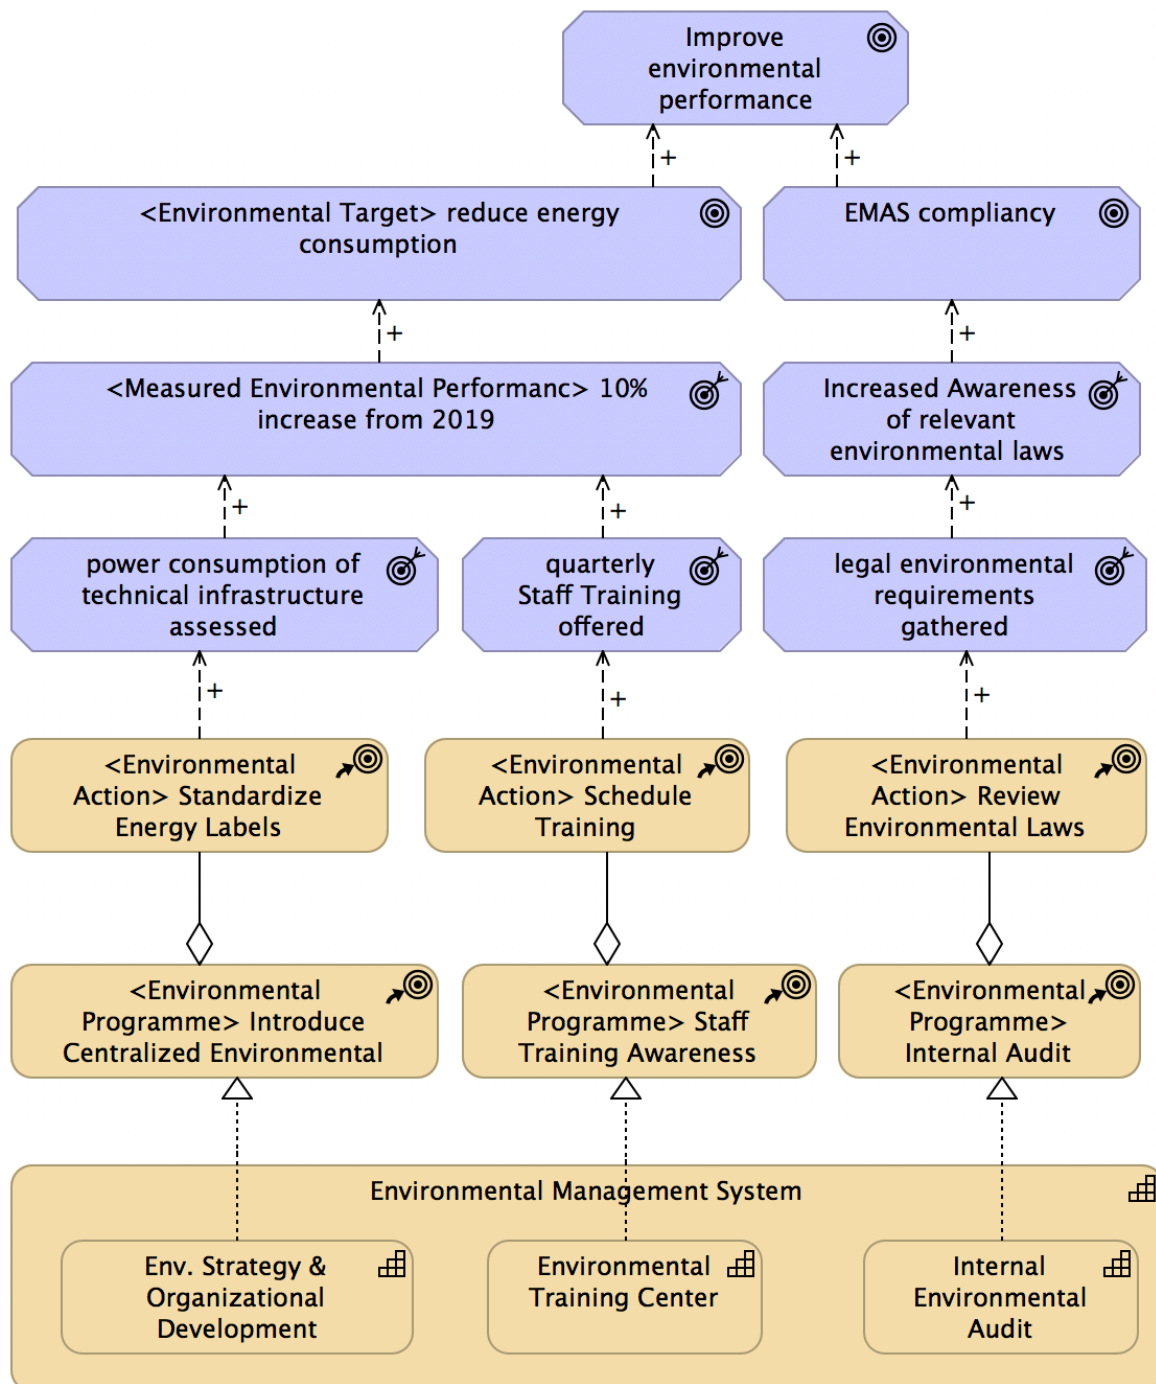 Improve
environmental
performance
+
+
<Environmental Target> reduce energy
consumption
EMAS compliancy
+
+
<Measured Environmental Performanc> 10%
increase from 2019
Increased Awareness
of relevant
environmental laws
+
+
+
power consumption of
technical infrastructure
assessed
quarterly
Staff Training
offered
legal environmental
requirements
gathered
+
+
+
<Environmental
Action> Standardize
Energy Labels
<Environmental
Action> Schedule
Training
<Environmental
Action> Review
Environmental Laws
<Environmental
Programme> Introduce
Centralized Environmental
<Environmental
Programme> Staff
Training Awareness
<Environmental
Programme>
Internal Audit
Environmental Management System
Env. Strategy &
Organizational
Development
Environmental
Training Center
Internal
Environmental
Audit